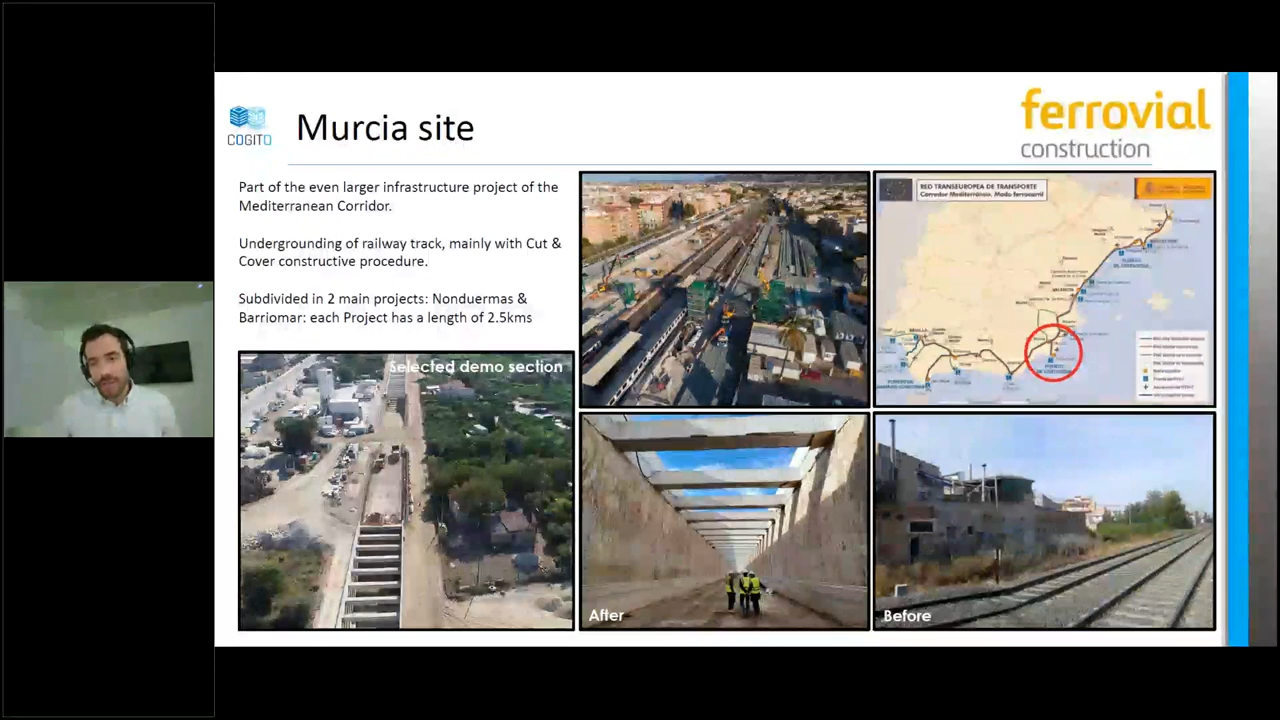 COGITO
Murcia site
ferrovial
construction
Part of the even larger infrastructure project of the
Mediterranean Corridor.
Undergrounding of railway track, mainly with Cut &
Cover constructive procedure.
Subdivided in 2 main projects: Nonduermas &
Barriomar: each Project has a length of 2.5kms
Selected demo section
RED TRANSEUROPEA DE TRANSPORTE
Corredor Mediterráneo. Modo ferrocarril
After
Before